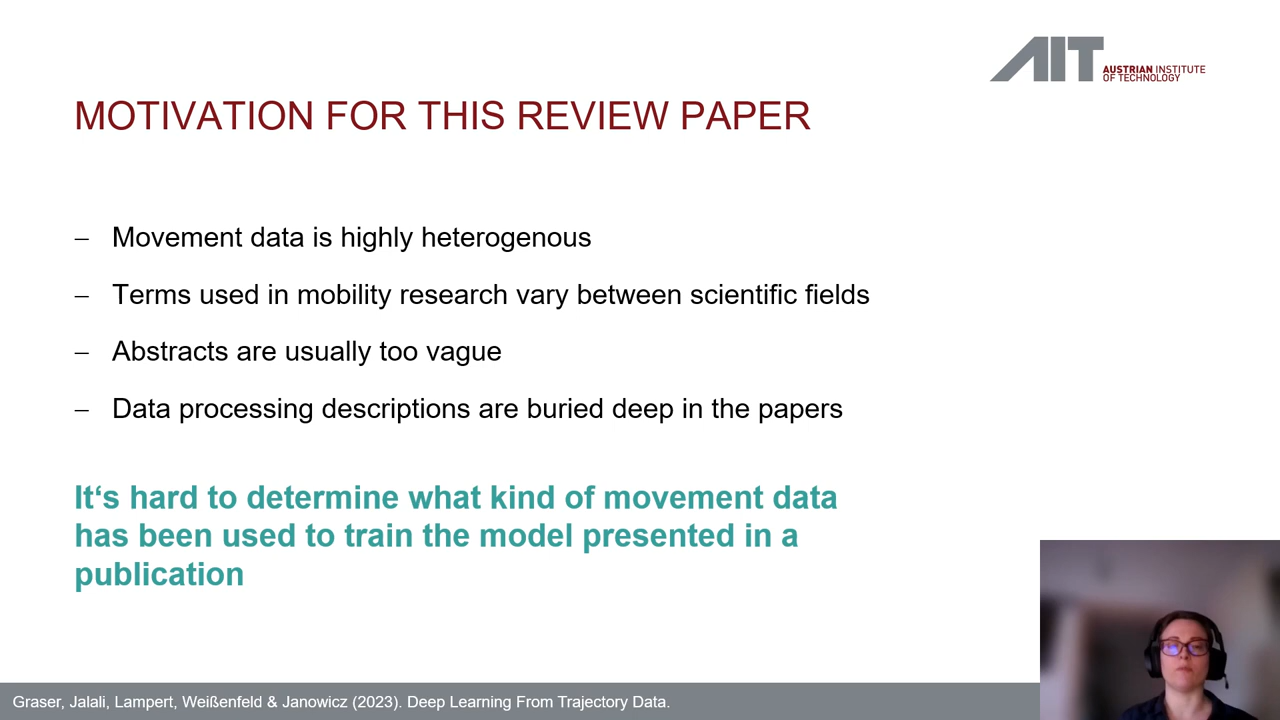 AIT AUSTRIAN INSTITUTE
OF TECHNOLOGY
MOTIVATION FOR THIS REVIEW PAPER
– Movement data is highly heterogenous
– Terms used in mobility research vary between scientific fields
– Abstracts are usually too vague
– Data processing descriptions are buried deep in the papers
It‘s hard to determine what kind of movement data
has been used to train the model presented in a
publication
Graser, Jalali, Lampert, Weißenfeld & Janowicz (2023). Deep Learning From Trajectory Data.